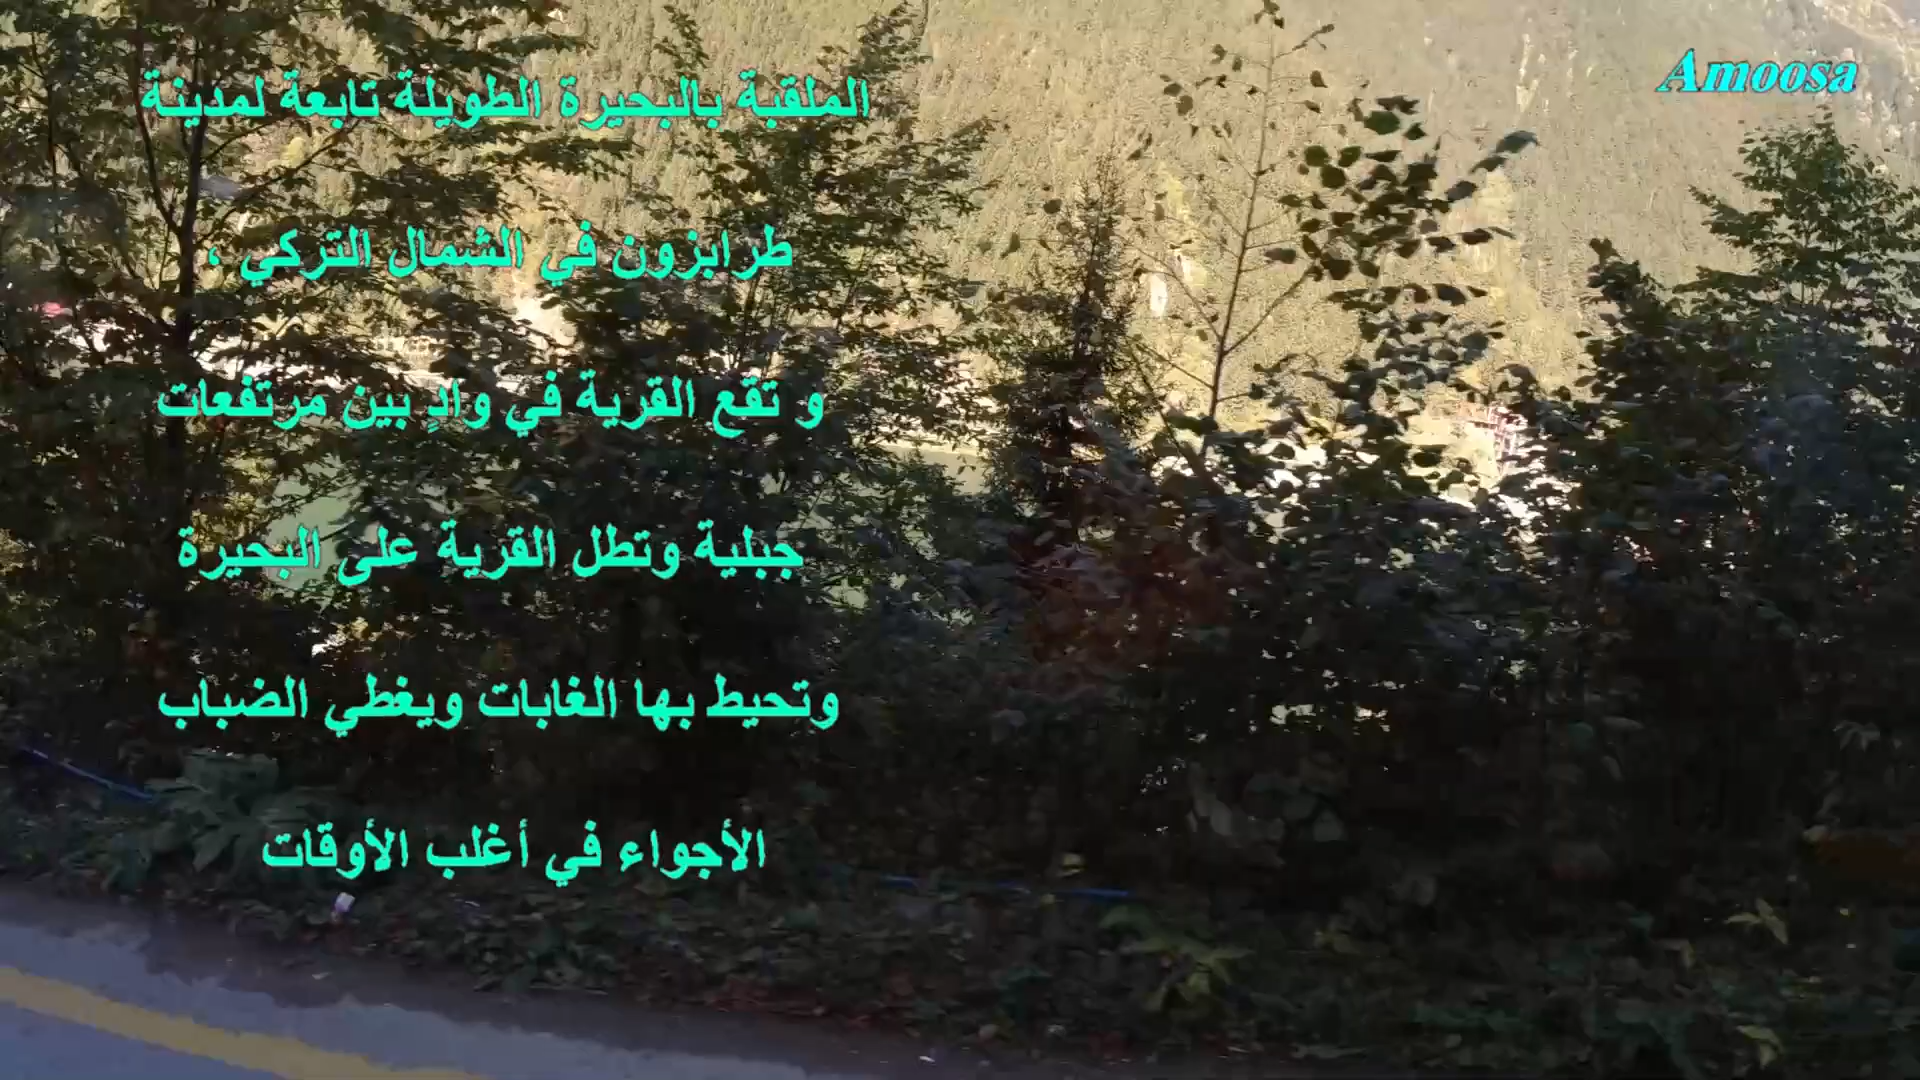 Amoosa
الملقبة بالبحيرة الطويلة تابعة لمدينة
طرابزون في الشمال التركي ،
و تقع القرية في وادٍ بين مرتفعات
جبلية وتطل القرية على البحيرة
وتحيط بها الغابات ويغطي الضباب
الأجواء في أغلب الأوقات